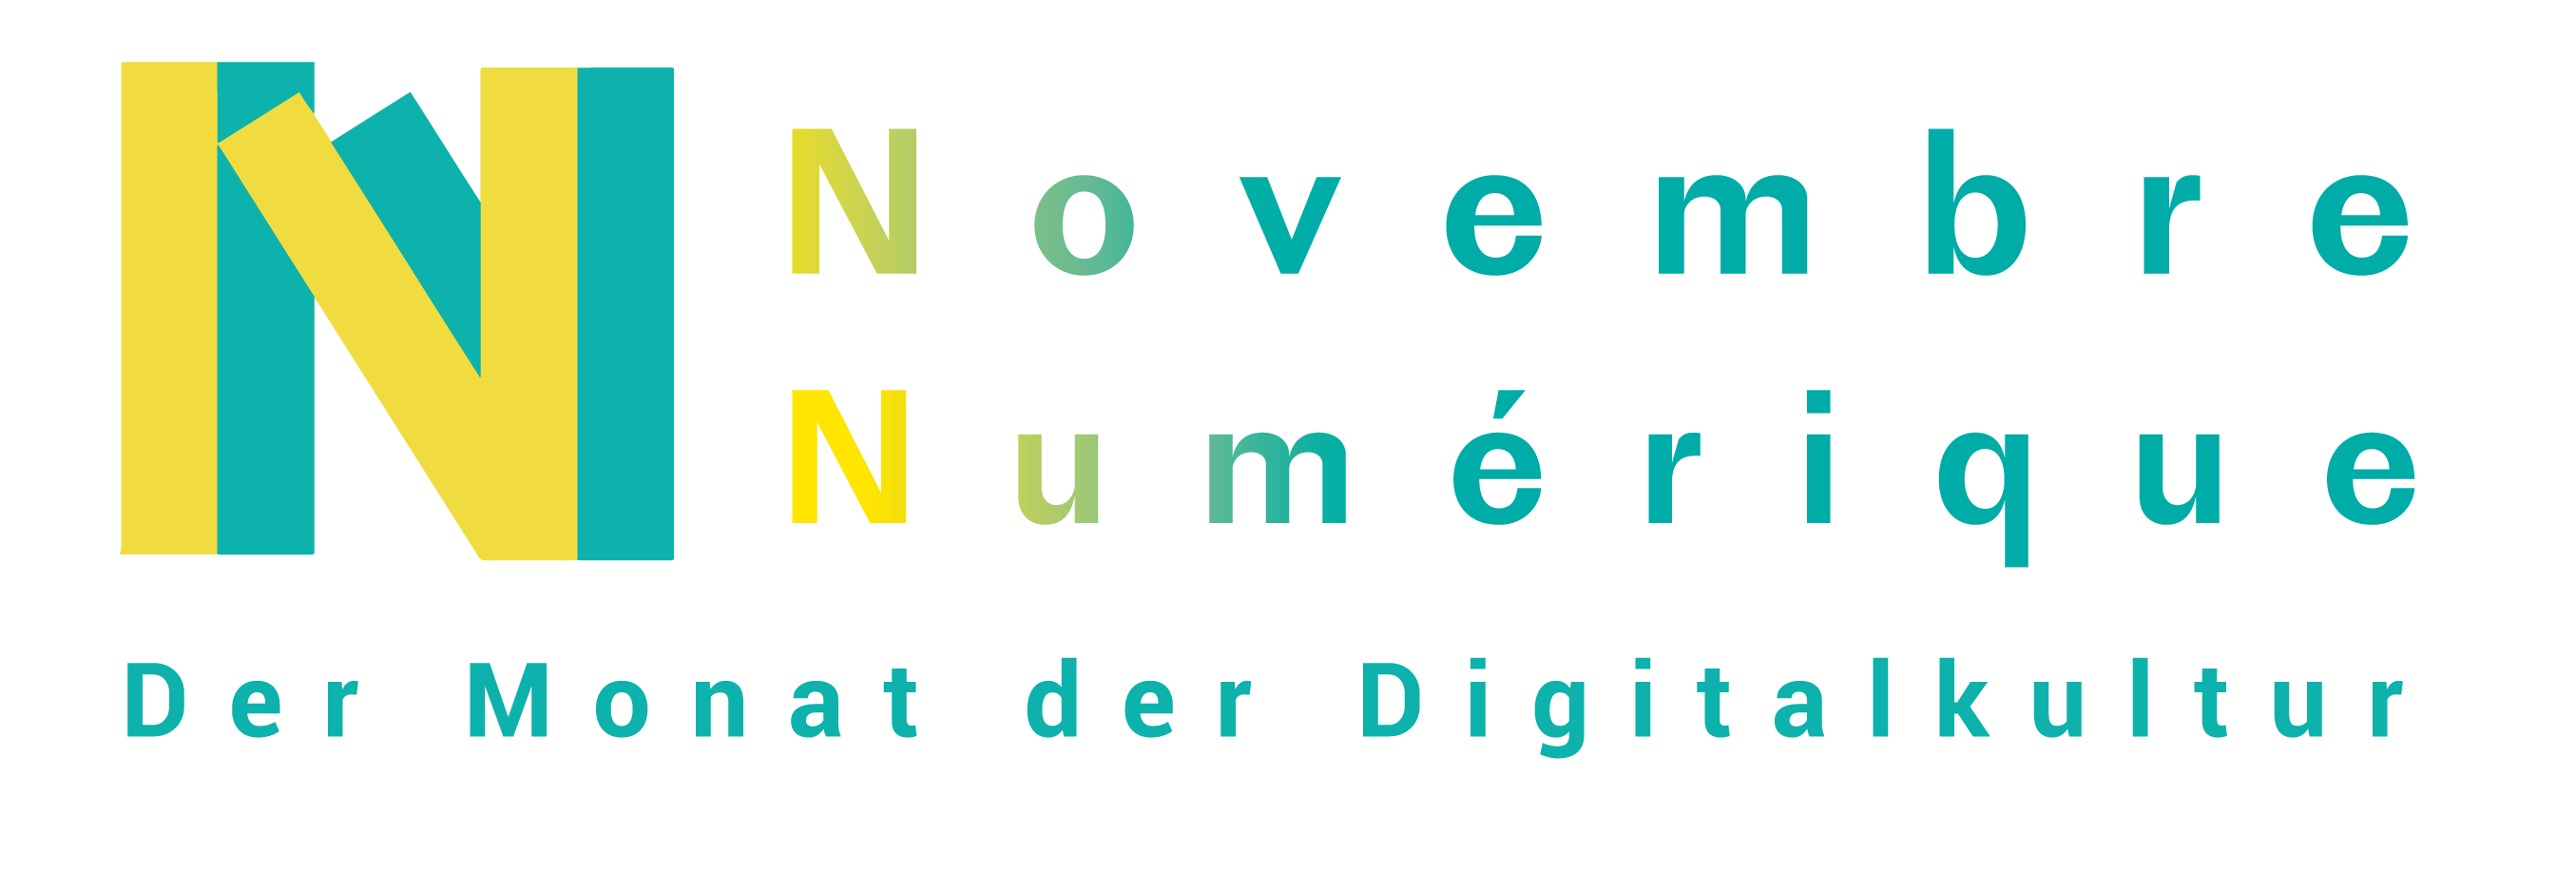 N Novembre
Numérique
Der Monat der Digitalkultur